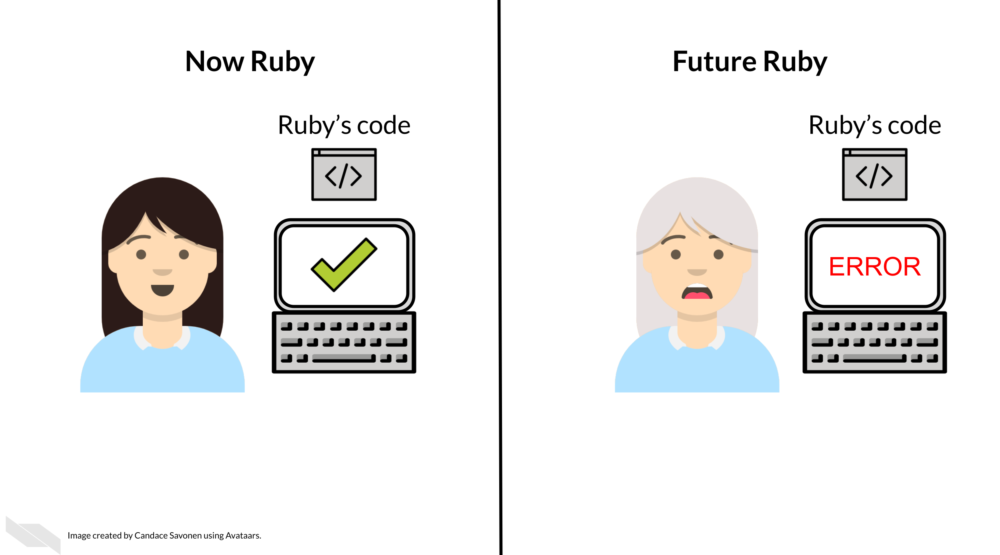 Now Ruby
Ruby’s code
</>
Future Ruby
Ruby’s code
</>
ERROR
Image created by Candace Savonen using Avataars.